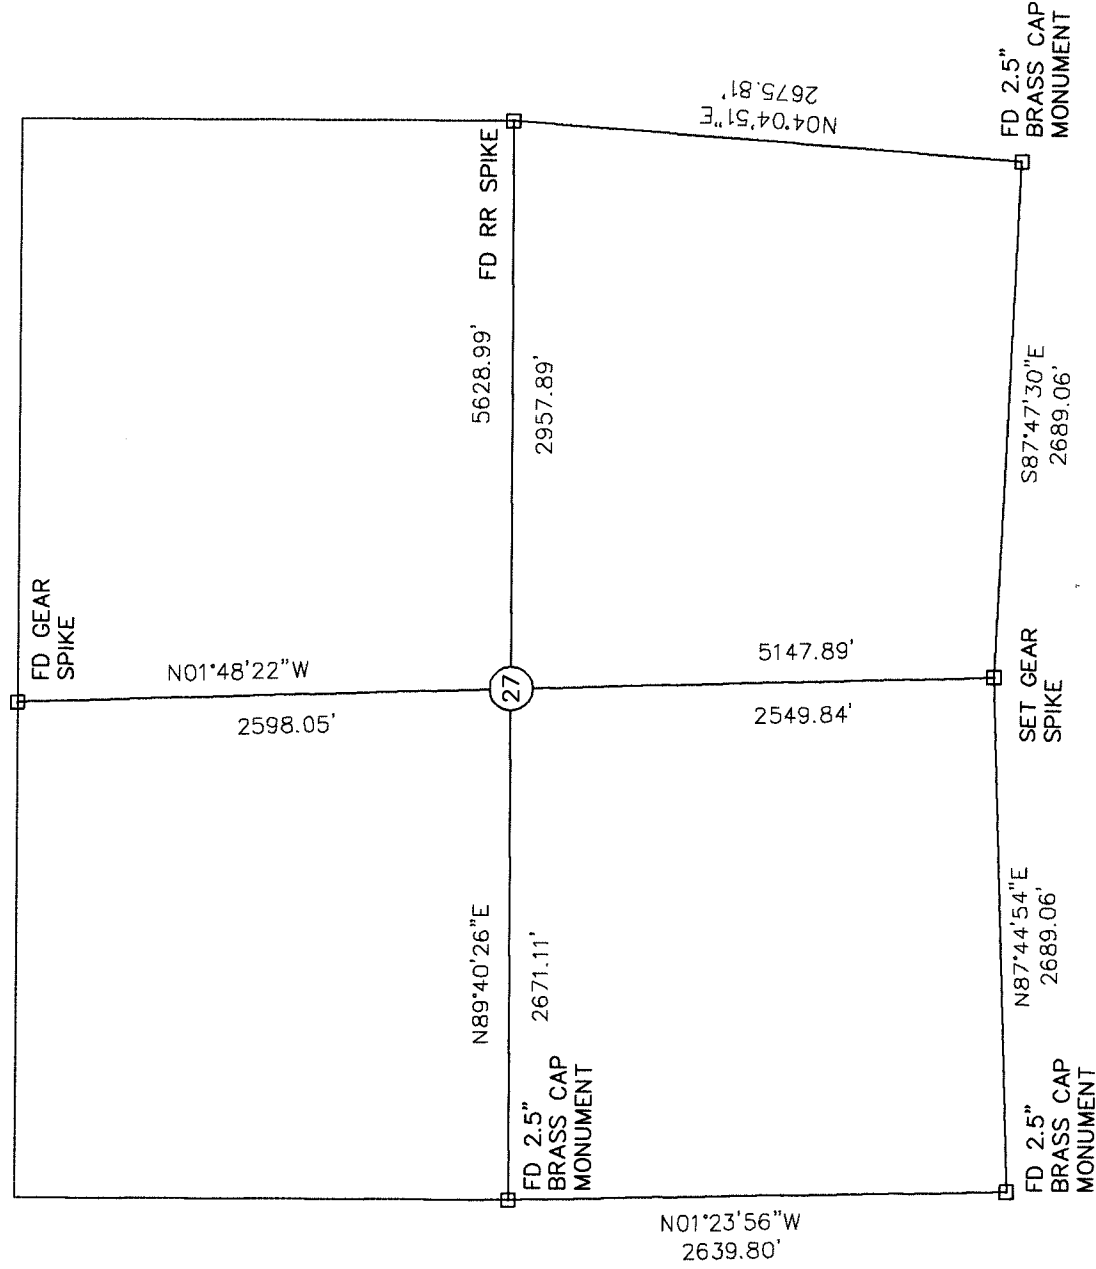 FD GEAR
SPIKE
N01°48'22"W
2598.05'
FD RR SPIKE
5628.99'
2957.89'
N04°04'51"E
2675.81'
FD 2.5"
BRASS CAP
MONUMENT
27
N89°40'26"E
2671.11'
FD 2.5"
BRASS CAP
MONUMENT
5147.89'
2549.84'
SET GEAR
SPIKE
S87°47'30"E
2689.06'
N87°44'54"E
2689.06'
N01°23'56"W
2639.80'
FD 2.5"
BRASS CAP
MONUMENT